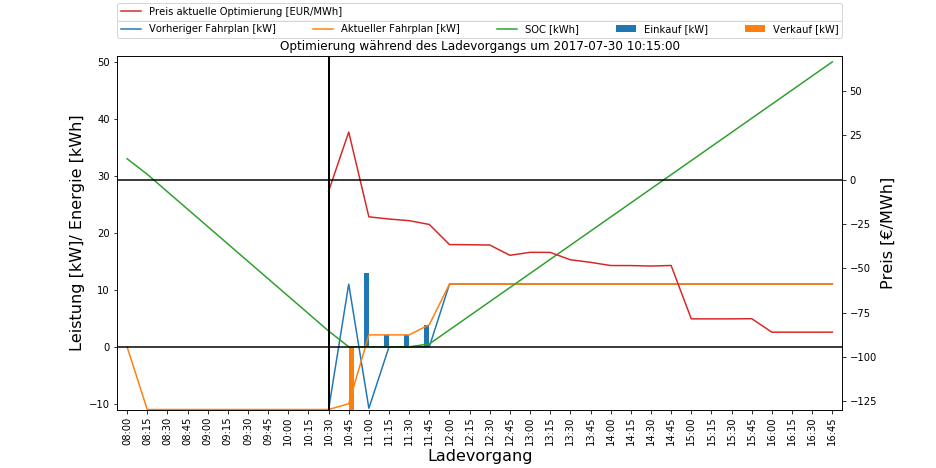 Preis aktuelle Optimierung [EUR/MWh]
Vorheriger Fahrplan [kW] Aktueller Fahrplan [kW] SOC [kWh] Einkauf [kW] Verkauf [kW]
Optimierung während des Ladevorgangs um 2017-07-30 10:15:00
Leistung [kW]/ Energie [kWh]
50
40
30
20
10
0
−10
50
25
0
−25
−50
−75
−100
−125
Preis [€/MWh]
08:00 08:15 08:30 08:45 09:00 09:15 09:30 09:45 10:00 10:15 10:30 10:45 11:00 11:15 11:30 11:45 12:00 12:15 12:30 12:45 13:00 13:15 13:30 13:45 14:00 14:15 14:30 14:45 15:00 15:15 15:30 15:45 16:00 16:15 16:30 16:45
Ladevorgang